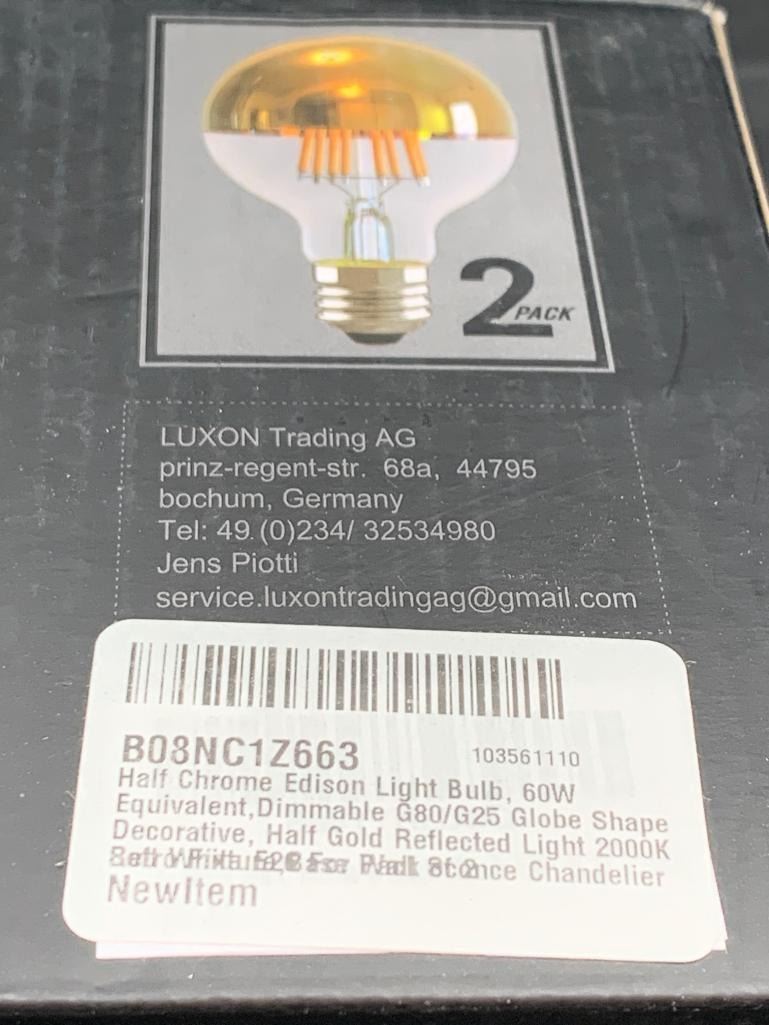 2 PACK
LUXON Trading AG
prinz-regent-str. 68a, 44795
bochum, Germany
Tel: 49. (0)234/ 32534980
Jens Piotti
service.luxontradingag@gmail.com
B08NC1Z663 103561110
Half Chrome Edison Light Bulb, 60W
Equivalent,Dimmable G80/G25 Globe Shape
Decorative, Half Gold Reflected Light 2000K
Chandelier
NewItem